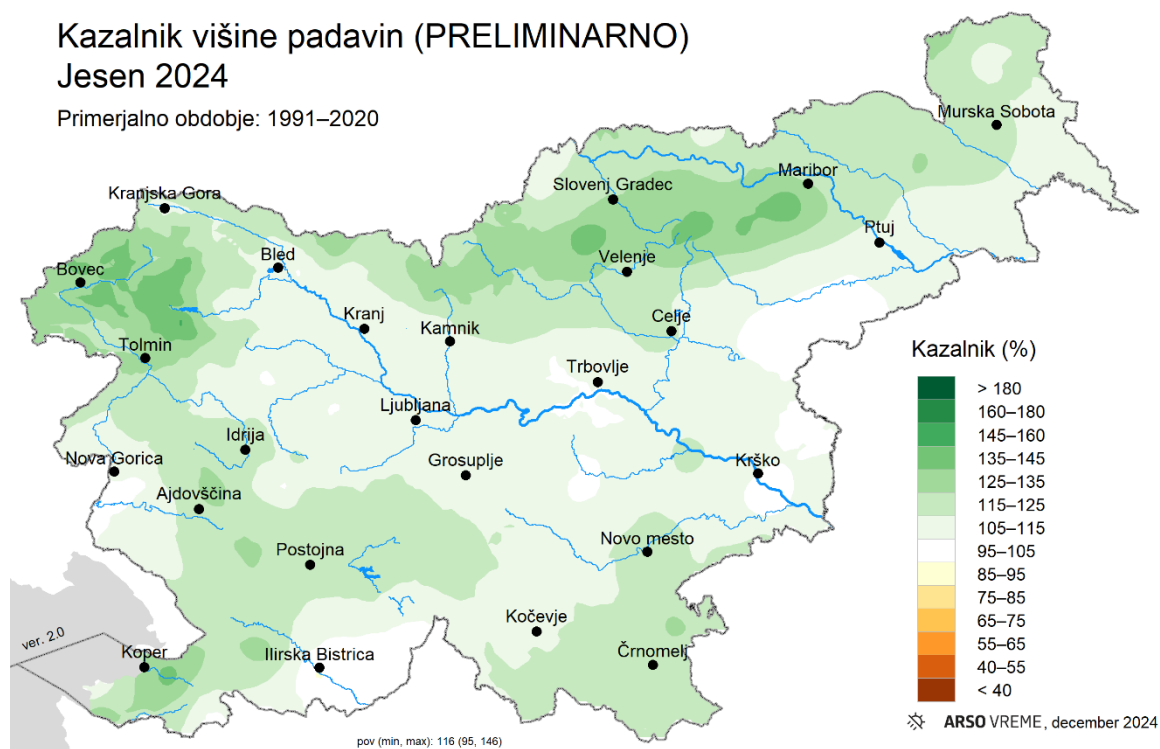 Kazalnik višine padavin (PRELIMINARNO)
Jesen 2024
Primerjalno obdobje: 1991–2020
Murska Sobota
Maribor
Slovenj Gradec
Kranjska Gora
Ptuj
Bled
Velenje
Bovec
Kranj
Kamnik
Celje
Tolmin
Trbovlje
Ljubljana
Idrija
Nova Gorica
Grosuplje
Krško
Ajdovščina
Novo mesto
Postojna
Kočevje
ver. 2.0
Koper
Ilirska Bistrica
Črnomelj
Kazalnik (%)
> 180
160–180
145–160
135–145
125–135
115–125
105–115
95–105
85–95
75–85
65–75
55–65
40–55
< 40
ARSO VREME, december 2024
pov (min, max): 116 (95, 146)